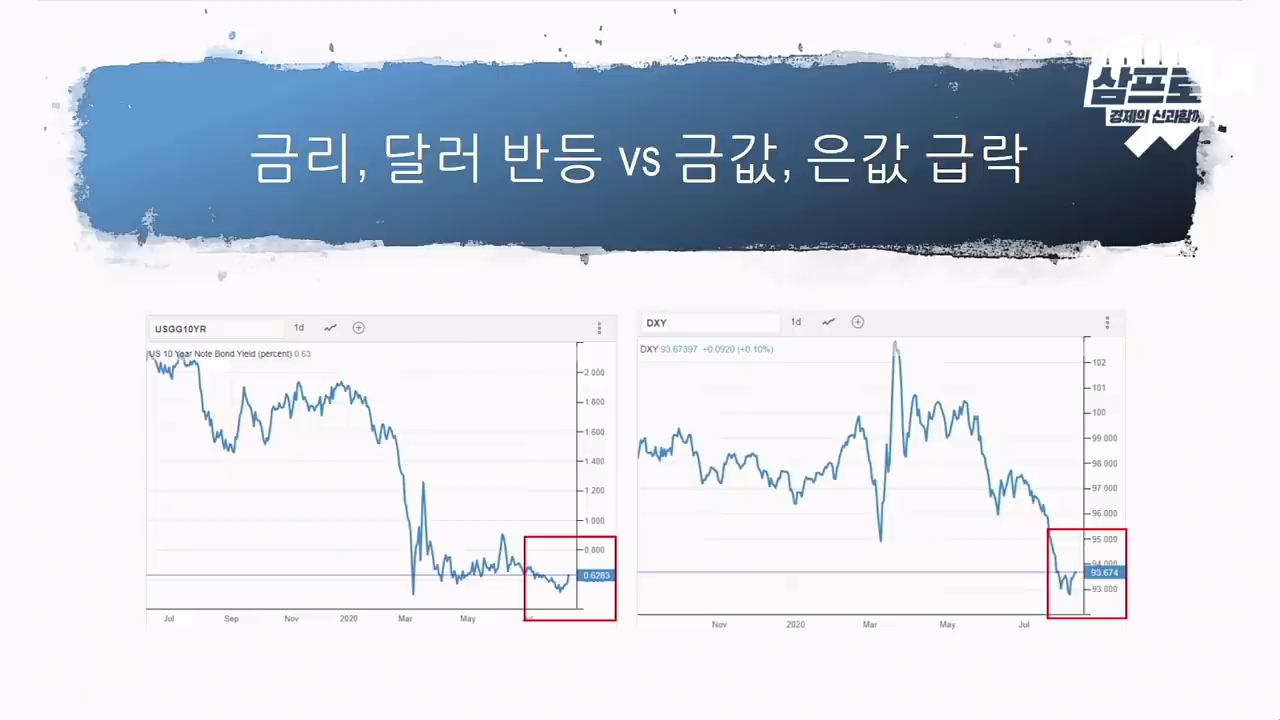 삼프로
경제의 신과함께
금리, 달러 반등 vs 금값, 은값 급락
USGG10YR 1d
US 10 Year Note Bond Yield (percent) 0.63
2.000
1.800
1.600
1.400
1.200
1.000
0.800
0.6283
Jul Sep Nov 2020 Mar May
DXY 1d
DXY 93.67397 +0.0920 (+0.10%)
102
101
100
99.000
98.000
97.000
96.000
95.000
94.000
93.674
93.000
Nov 2020 Mar May Jul